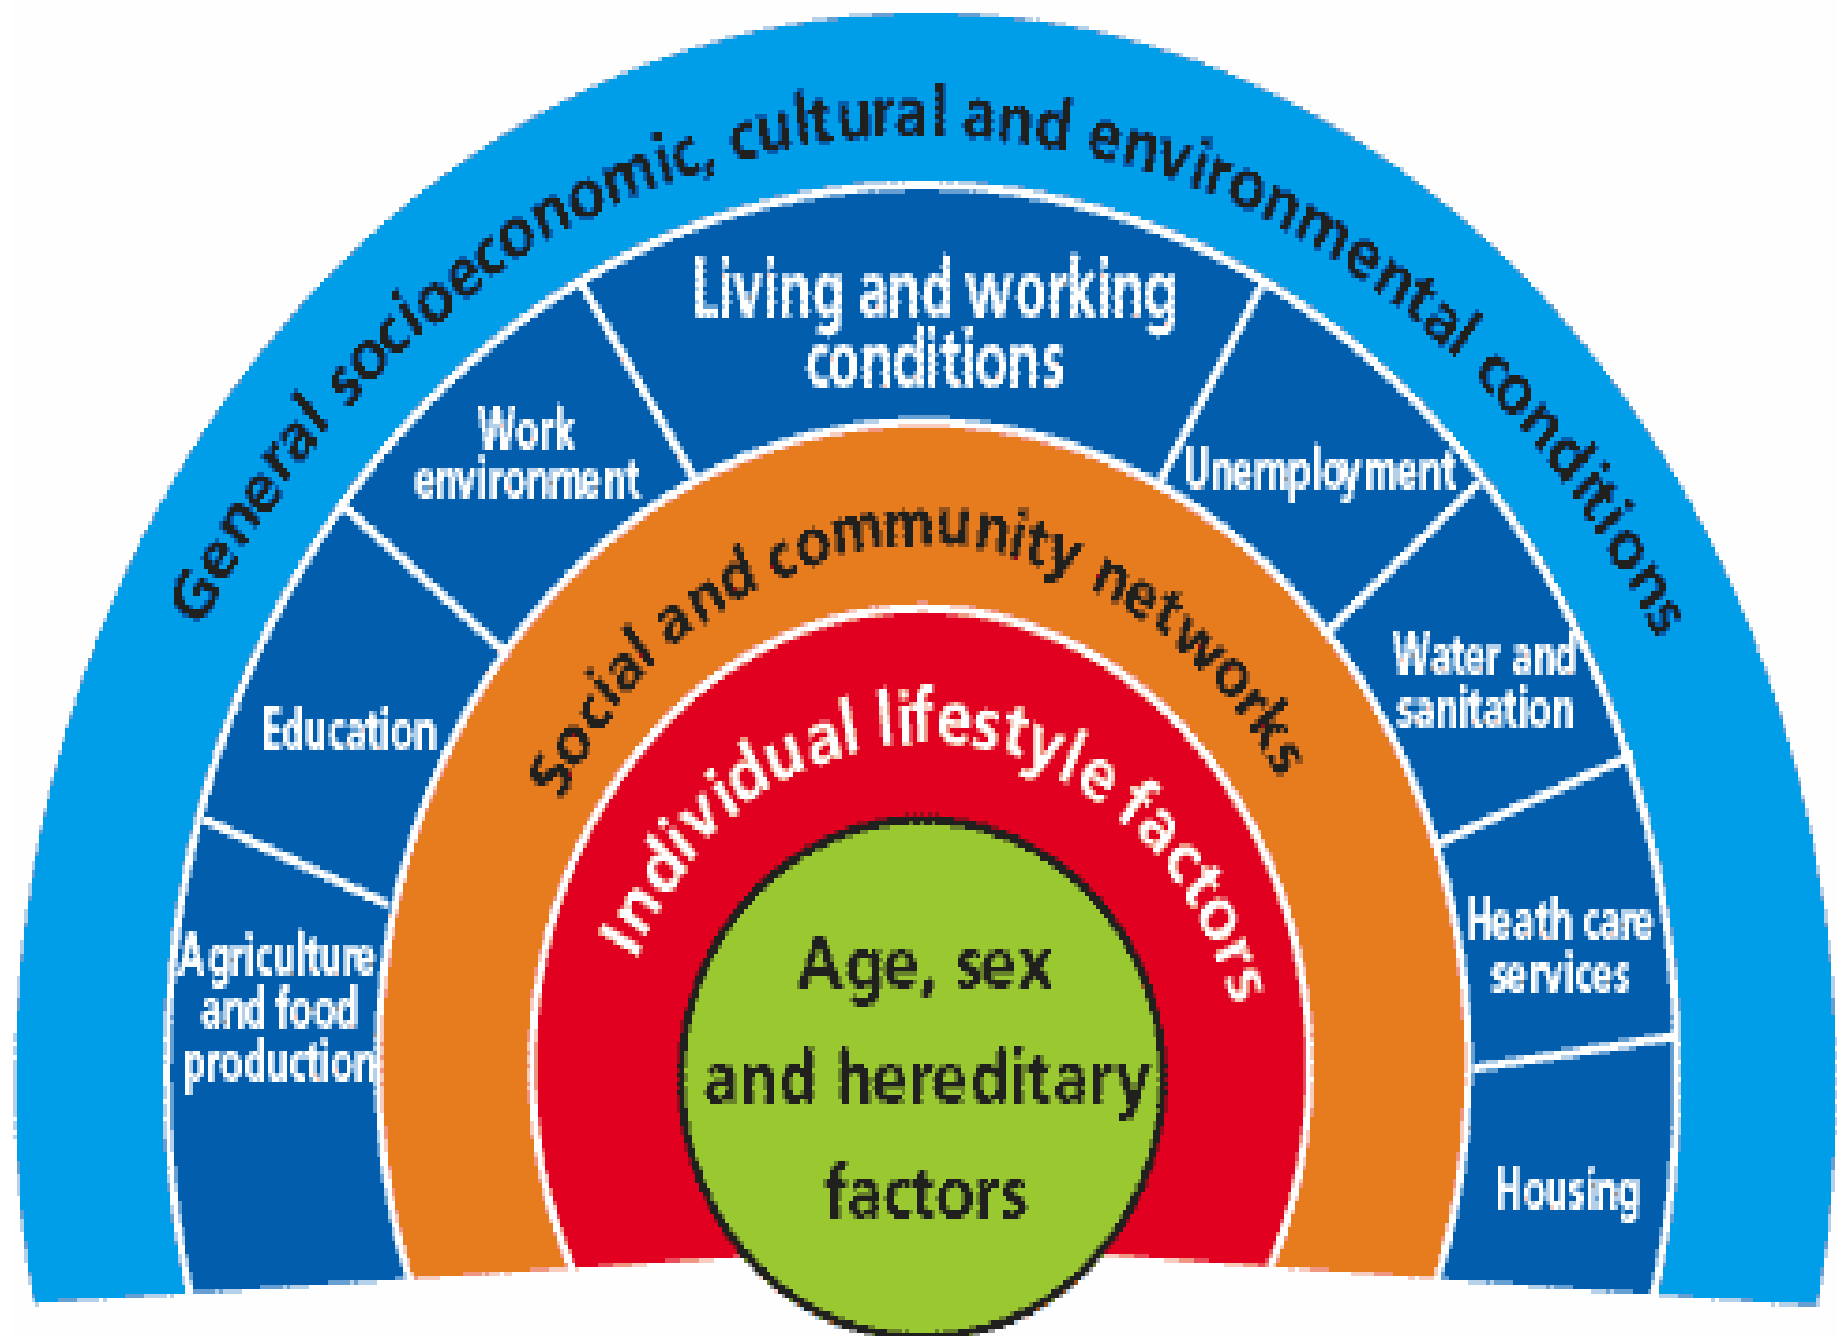 General socioeconomic, cultural and environmental conditions
Living and working
conditions
Work
environment
Unemployment
Education
Water and
sanitation
Agriculture
and food
production
Heath care
services
Housing
Social and community networks
Individual lifestyle factors
Age, sex
and hereditary
factors